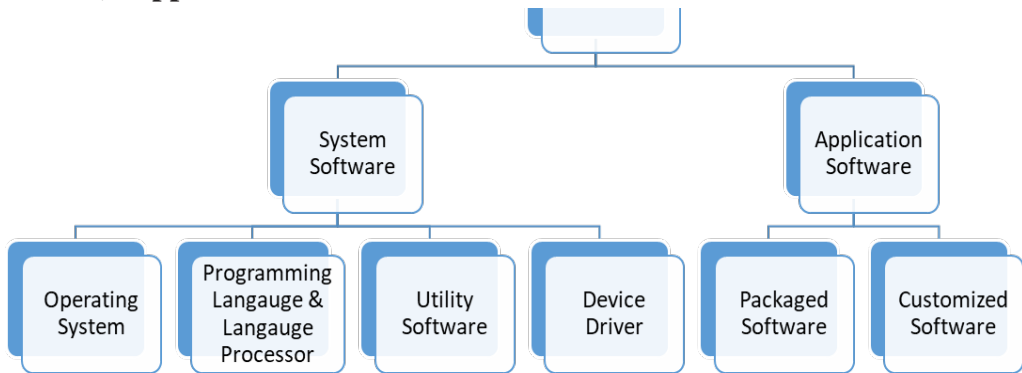 System
Software
Application
Software
Operating
System
Programming
Langauge &
Langauge
Processor
Utility
Software
Device
Driver
Packaged
Software
Customized
Software